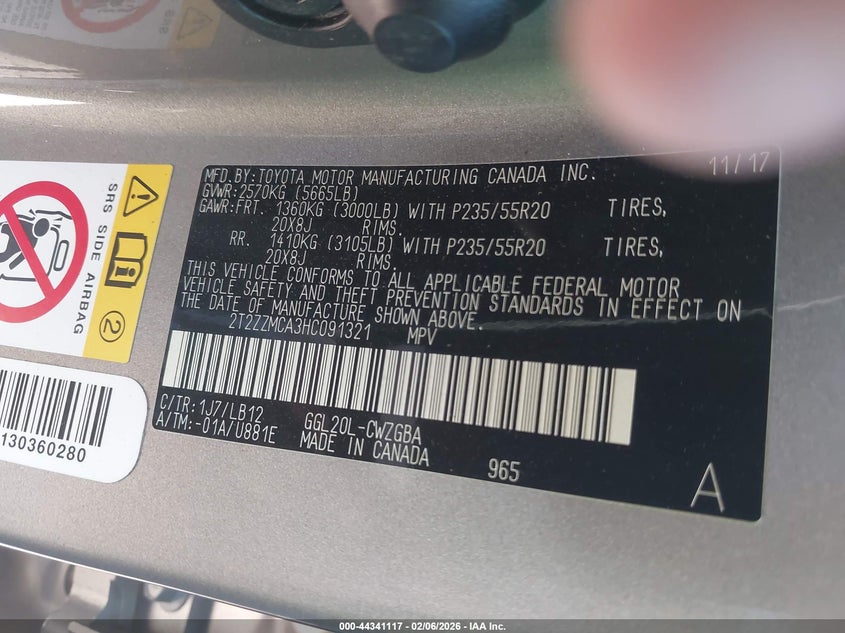 MFD.BY:TOYOTA MOTOR MANUFACTURING CANADA INC. 11/17
GVWR:2570KG (5665LB)
GAWR:FRT. 1360KG (3000LB) WITH P235/55R20 TIRES,
20X8J RIMS.
RR. 1410KG (3105LB) WITH P235/55R20 TIRES,
20X8J RIMS.
THIS VEHICLE CONFORMS TO ALL APPLICABLE FEDERAL MOTOR
VEHICLE SAFETY AND THEFT PREVENTION STANDARDS IN EFFECT ON
THE DATE OF MANUFACTURE SHOWN ABOVE.
2T2ZZMCA3HC091321 MPV
C/TR:1J7/LB12
A/TM:-01A/U881E
GGL20L-CWZGBA
MADE IN CANADA 965
A
SRS SIDE AIRBAG
2
130360280
000-44341117 - 02/06/2026 - IAA Inc.